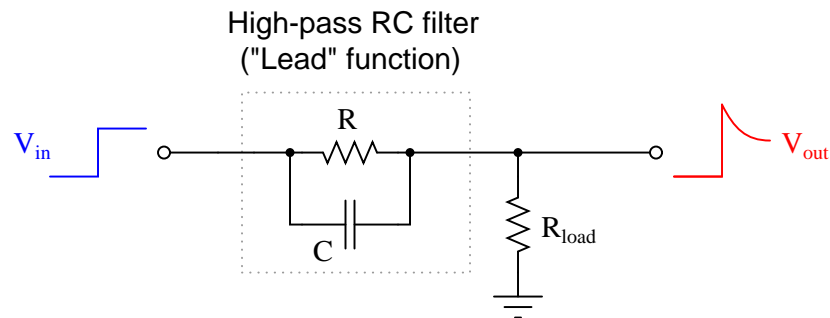 High-pass RC filter
("Lead" function)
R
V_in
V_out
C
R_load